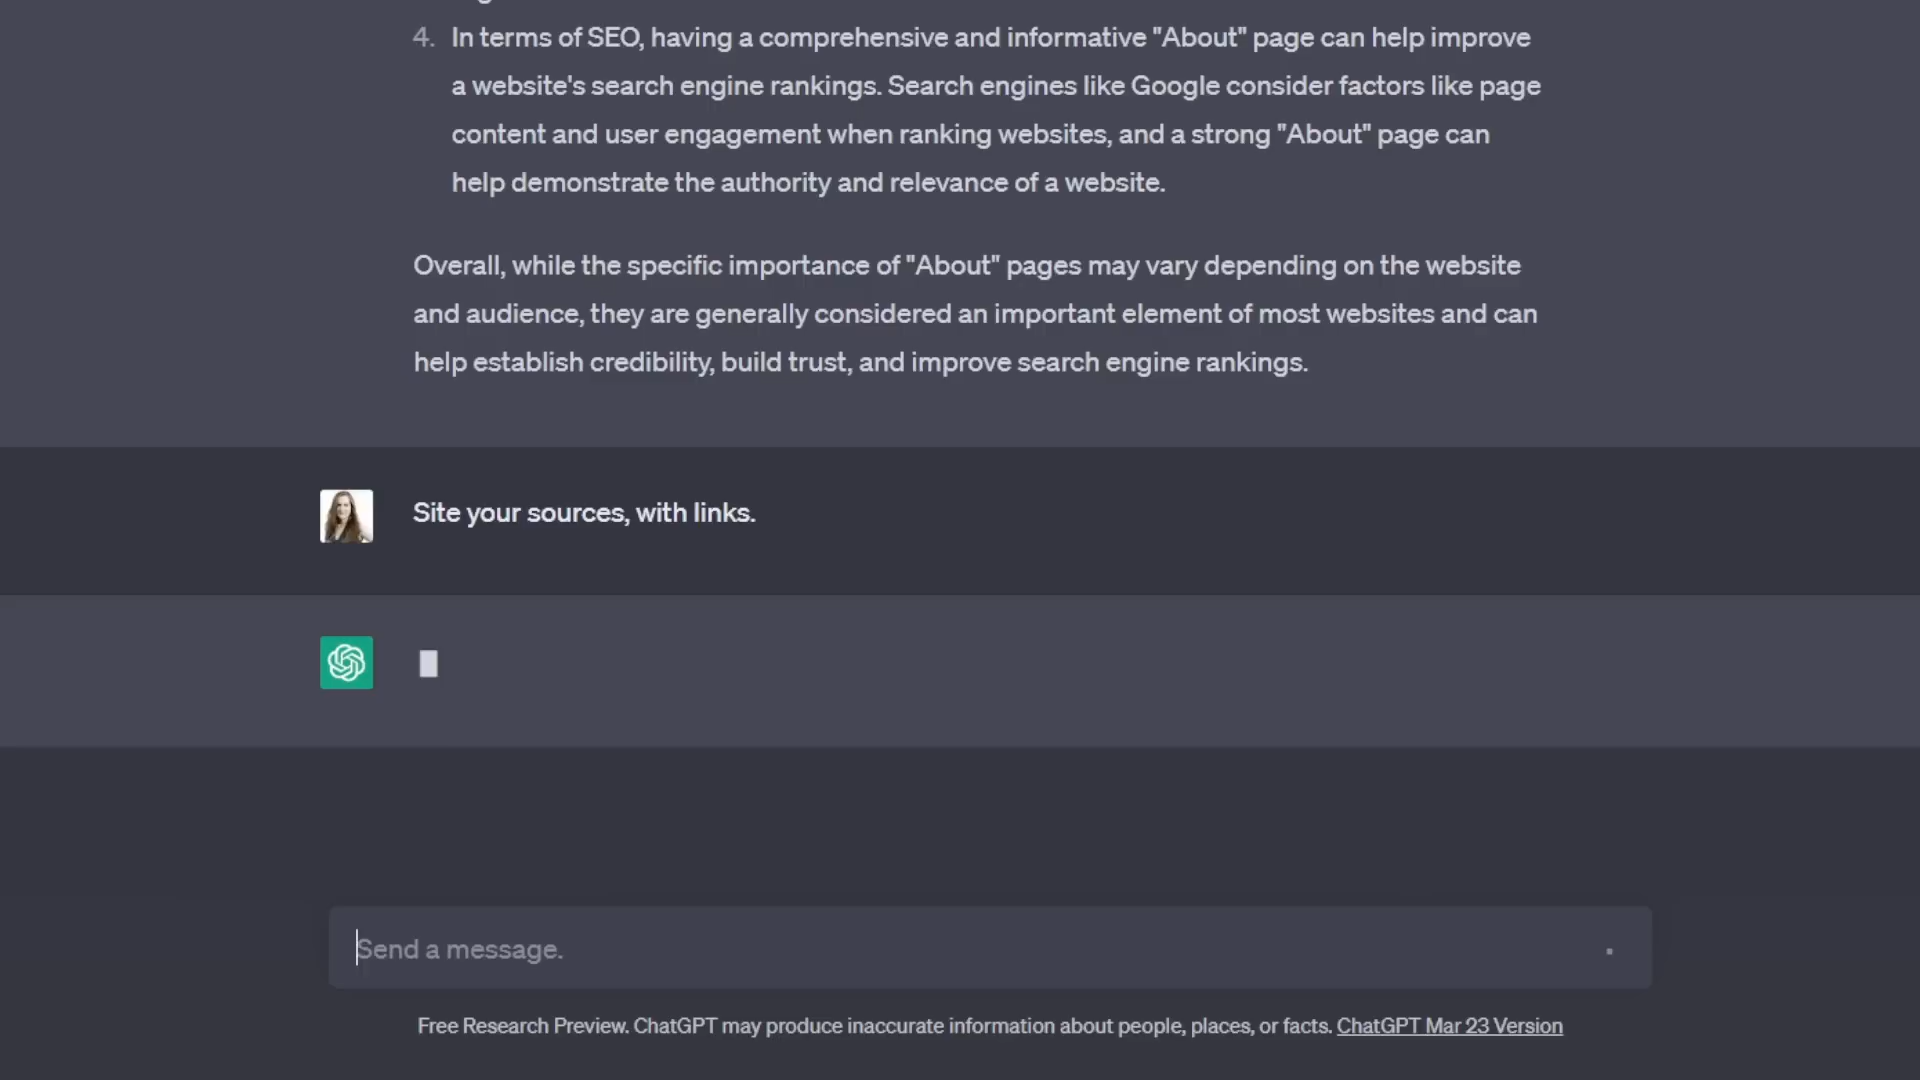 4. In terms of SEO, having a comprehensive and informative "About" page can help improve
a website's search engine rankings. Search engines like Google consider factors like page
content and user engagement when ranking websites, and a strong "About" page can
help demonstrate the authority and relevance of a website.
Overall, while the specific importance of "About" pages may vary depending on the website
and audience, they are generally considered an important element of most websites and can
help establish credibility, build trust, and improve search engine rankings.
Site your sources, with links.
Send a message.
Free Research Preview. ChatGPT may produce inaccurate information about people, places, or facts. ChatGPT Mar 23 Version